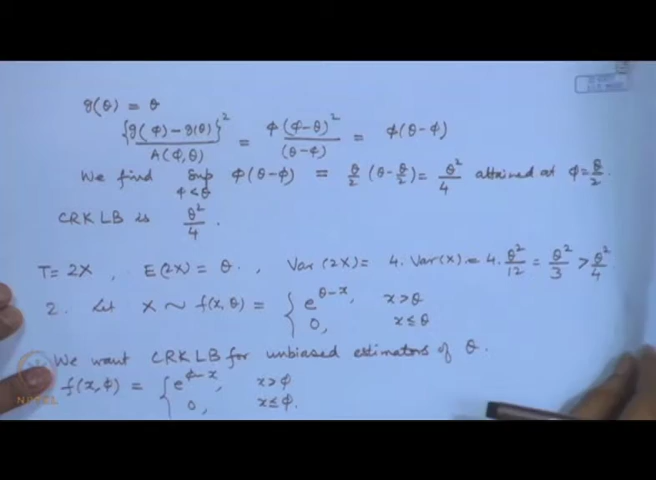 g(θ) = θ
{g(φ) – g(θ)}² / A(φ,θ) = φ(φ–θ)² / (θ–φ) = φ(θ–φ)
We find Sup φ<θ φ(θ–φ) = θ/2 (θ–θ/2) = θ²/4 attained at φ = θ/2.
CRKLB is θ²/4.
T = 2X, E(2X) = θ., Var(2X) = 4. Var(X) = 4. θ²/12 = θ²/3 > θ²/4
2. Let X ~ f(x,θ) = { e^(θ–x), x>θ
0, x≤θ
We want CRKLB for unbiased estimators of θ.
f(x,φ) = { e^(φ–x), x>φ
0, x≤φ.
NPTEL